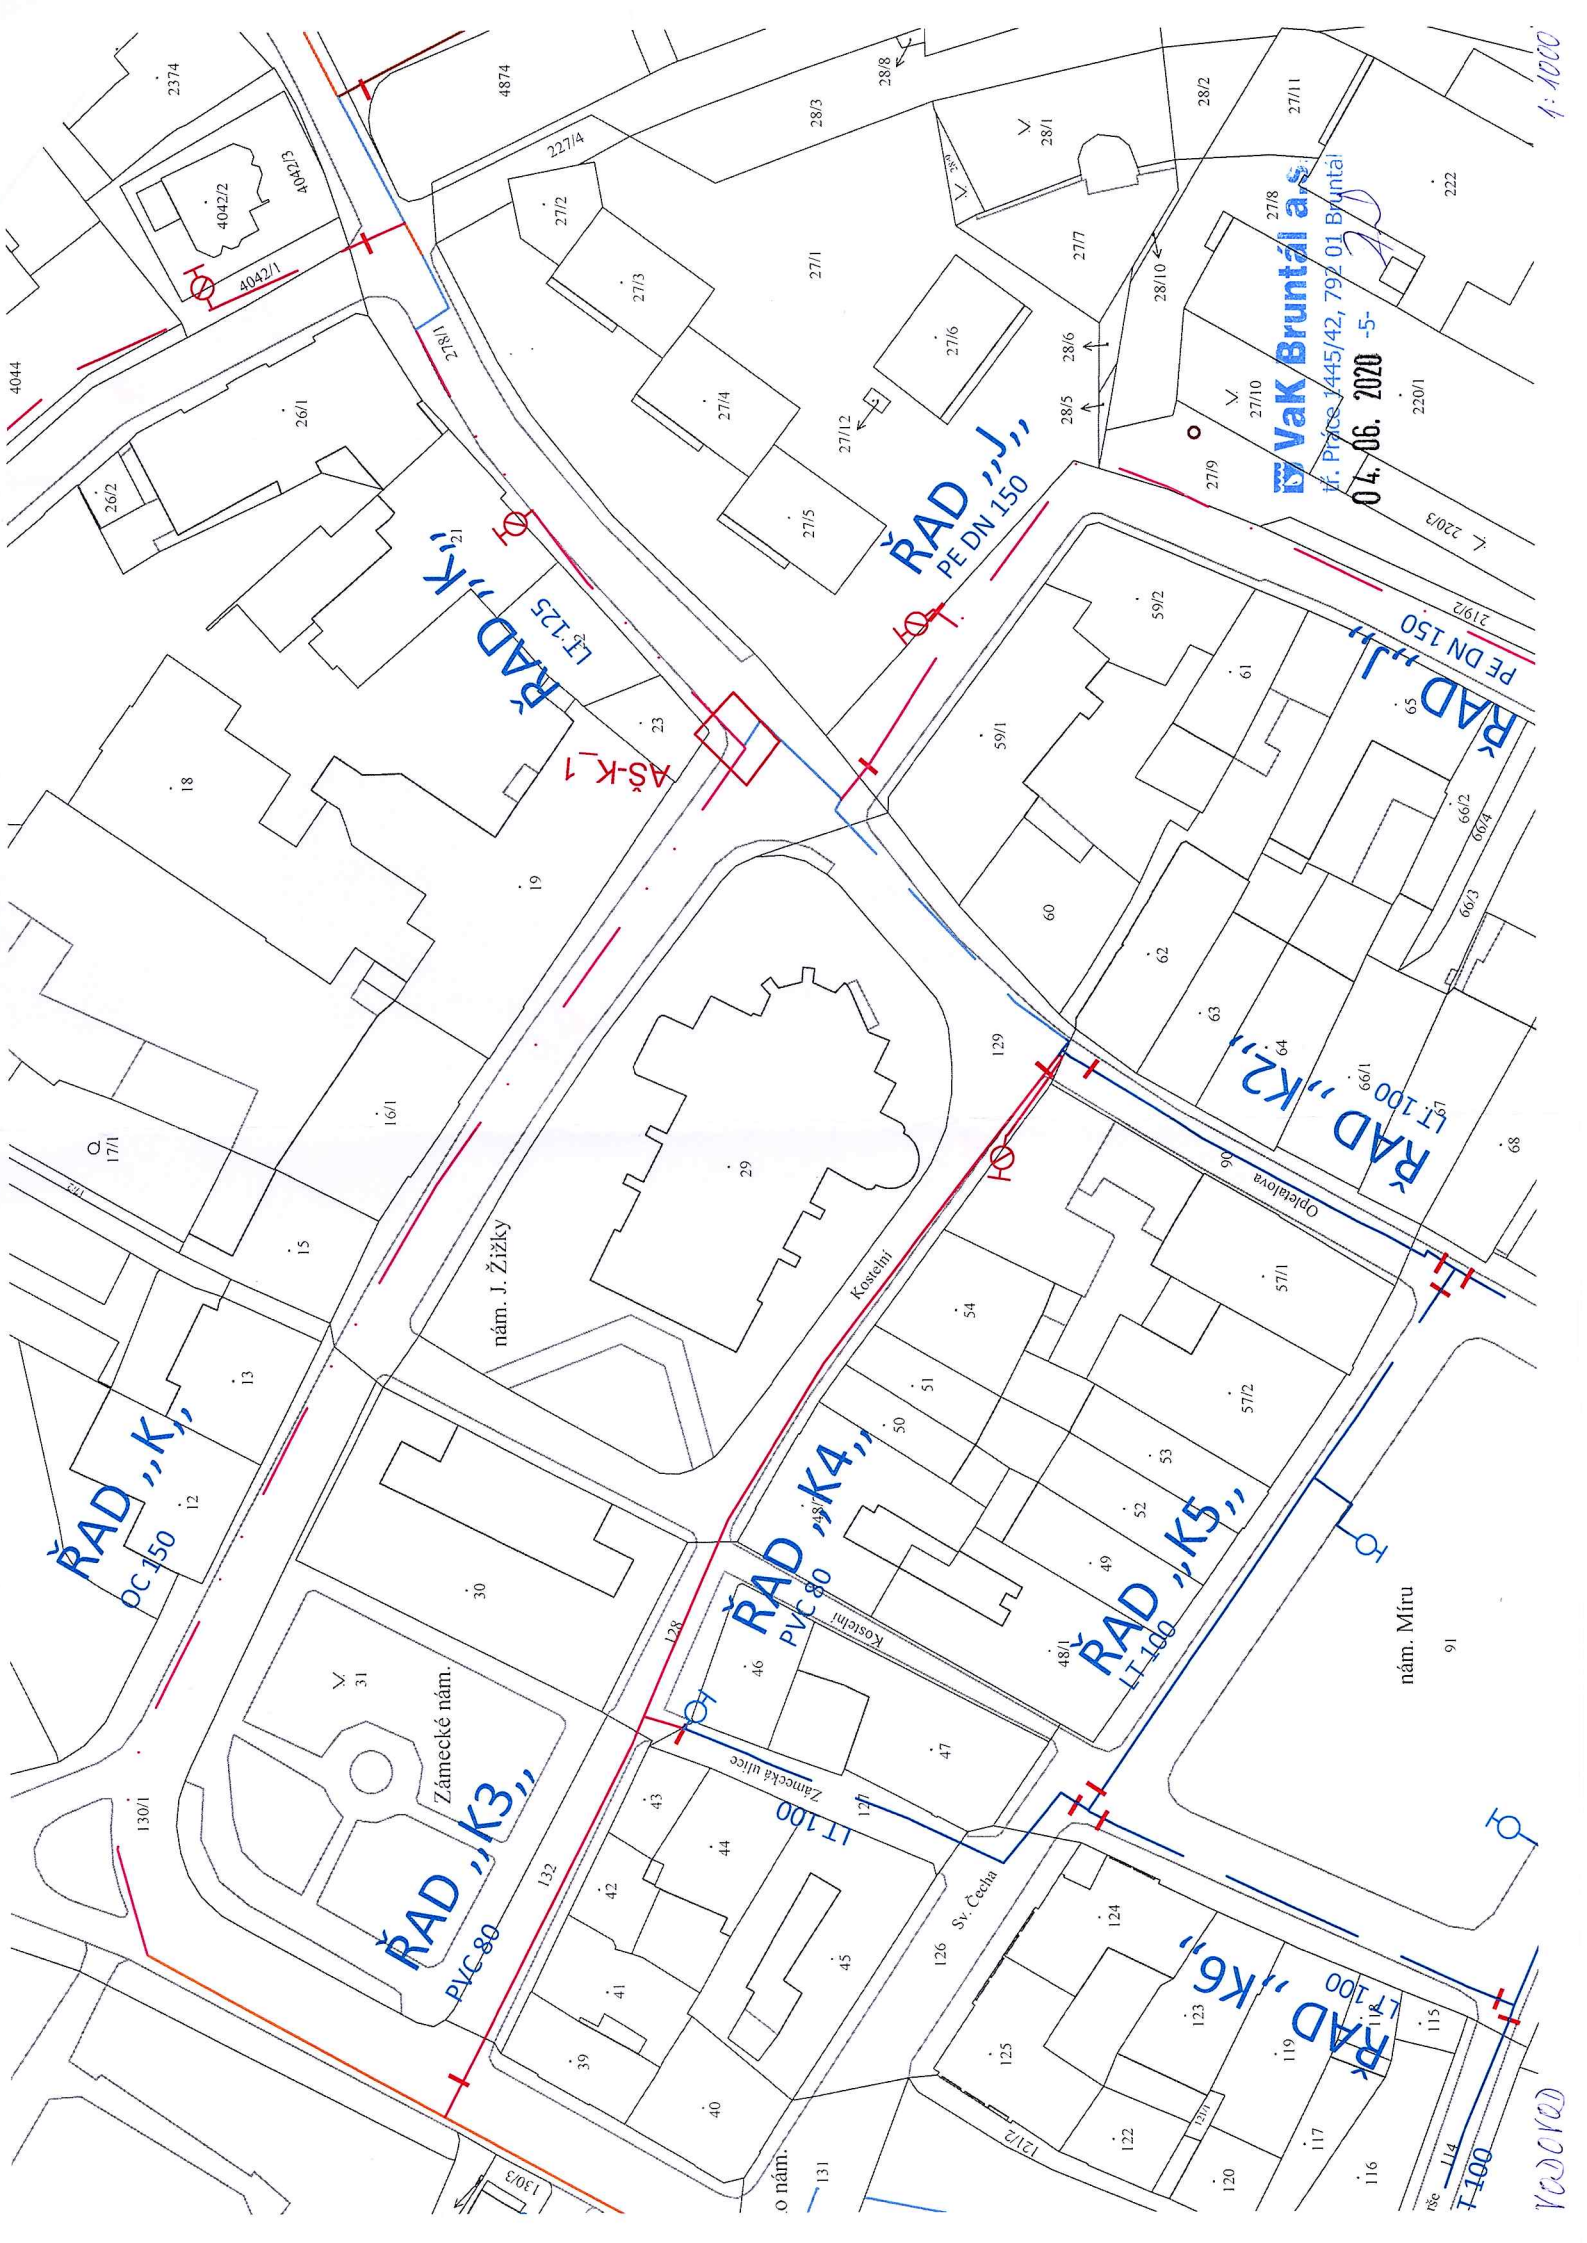 1:1000
VODOVOD
VaK Bruntál a.s.
tř. Práce 1445/42, 792 01 Bruntál
04. 06. 2020 -5-
ŘAD „K„
LT 125
21
AŠ-K_1
ŘAD „J„
PE DN 150
ŘAD „J„
PE DN 150
ŘAD „K2„
LT 100
ŘAD „K„
OC 150
ŘAD „K3„
PVC 80
ŘAD „K4„
PVC 80
ŘAD „K5„
LT 100
ŘAD „K6„
LT 100
LT 100
T 100
nám. J. Žižky
Zámecké nám.
nám. Míru
Kostelní
Kostelní
Opletalova
Zámecká ulice
Sv. Čecha
.o nám.
rše
2374
4874
4042/2
4042/3
4042/1
4044
227/4
278/1
28/8
28/3
28/2
28/1
27/11
27/2
27/3
27/1
27/7
27/8
28/10
222
27/4
27/6
28/6
28/5
27/12
27/10
220/1
27/9
220/3
27/5
26/1
26/2
23
18
19
59/2
219/2
61
65
59/1
66/2
66/4
66/3
60
62
63
64
66/1
67
68
129
17/1
16/1
15
29
90
54
57/1
13
12
51
50
57/2
53
52
49
48/1
30
31
128
46
47
130/1
43
127
44
132
42
45
126
124
41
123
125
115
119
39
40
122
121/1
121/2
117
114
116
120
131
130/3
91